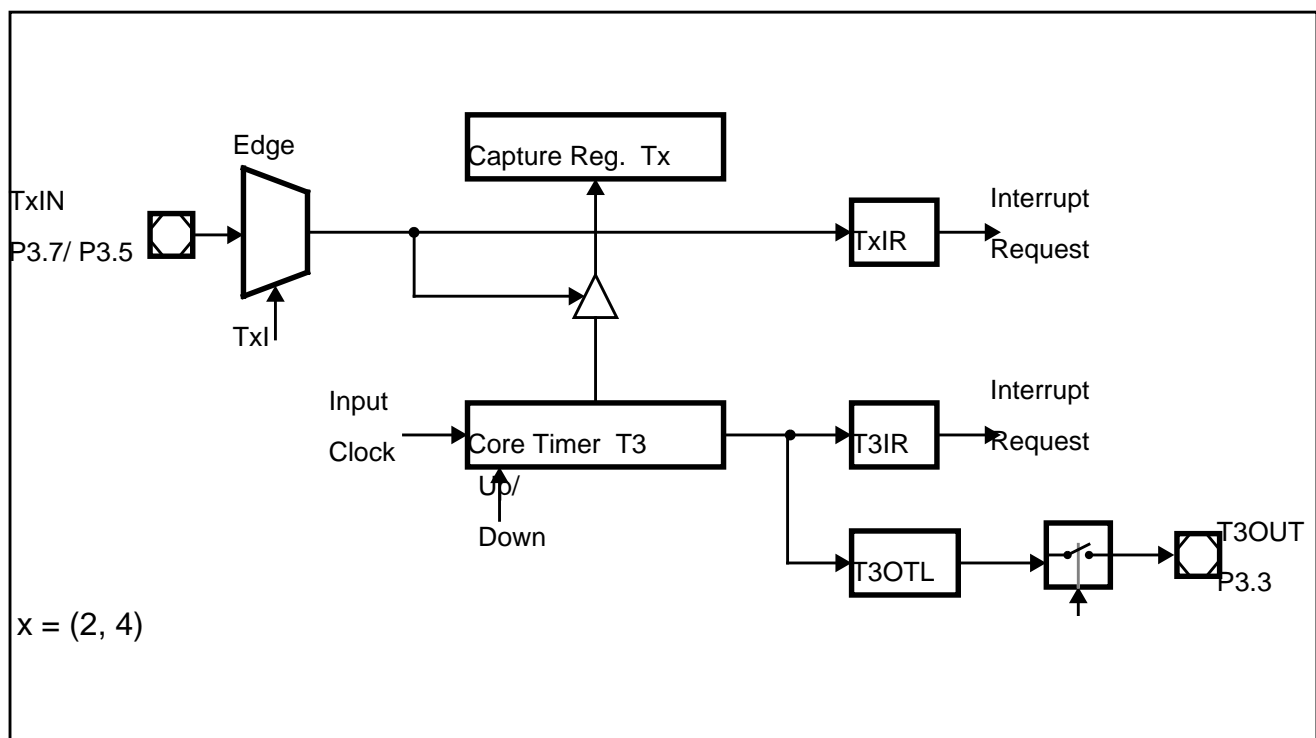 Edge
Capture Reg. Tx
TxIN
P3.7/ P3.5
Interrupt
Request
TxIR
TxI
Input
Clock
Core Timer T3
Interrupt
Request
T3IR
Up/
Down
T3OTL
T3OUT
P3.3
x = (2, 4)